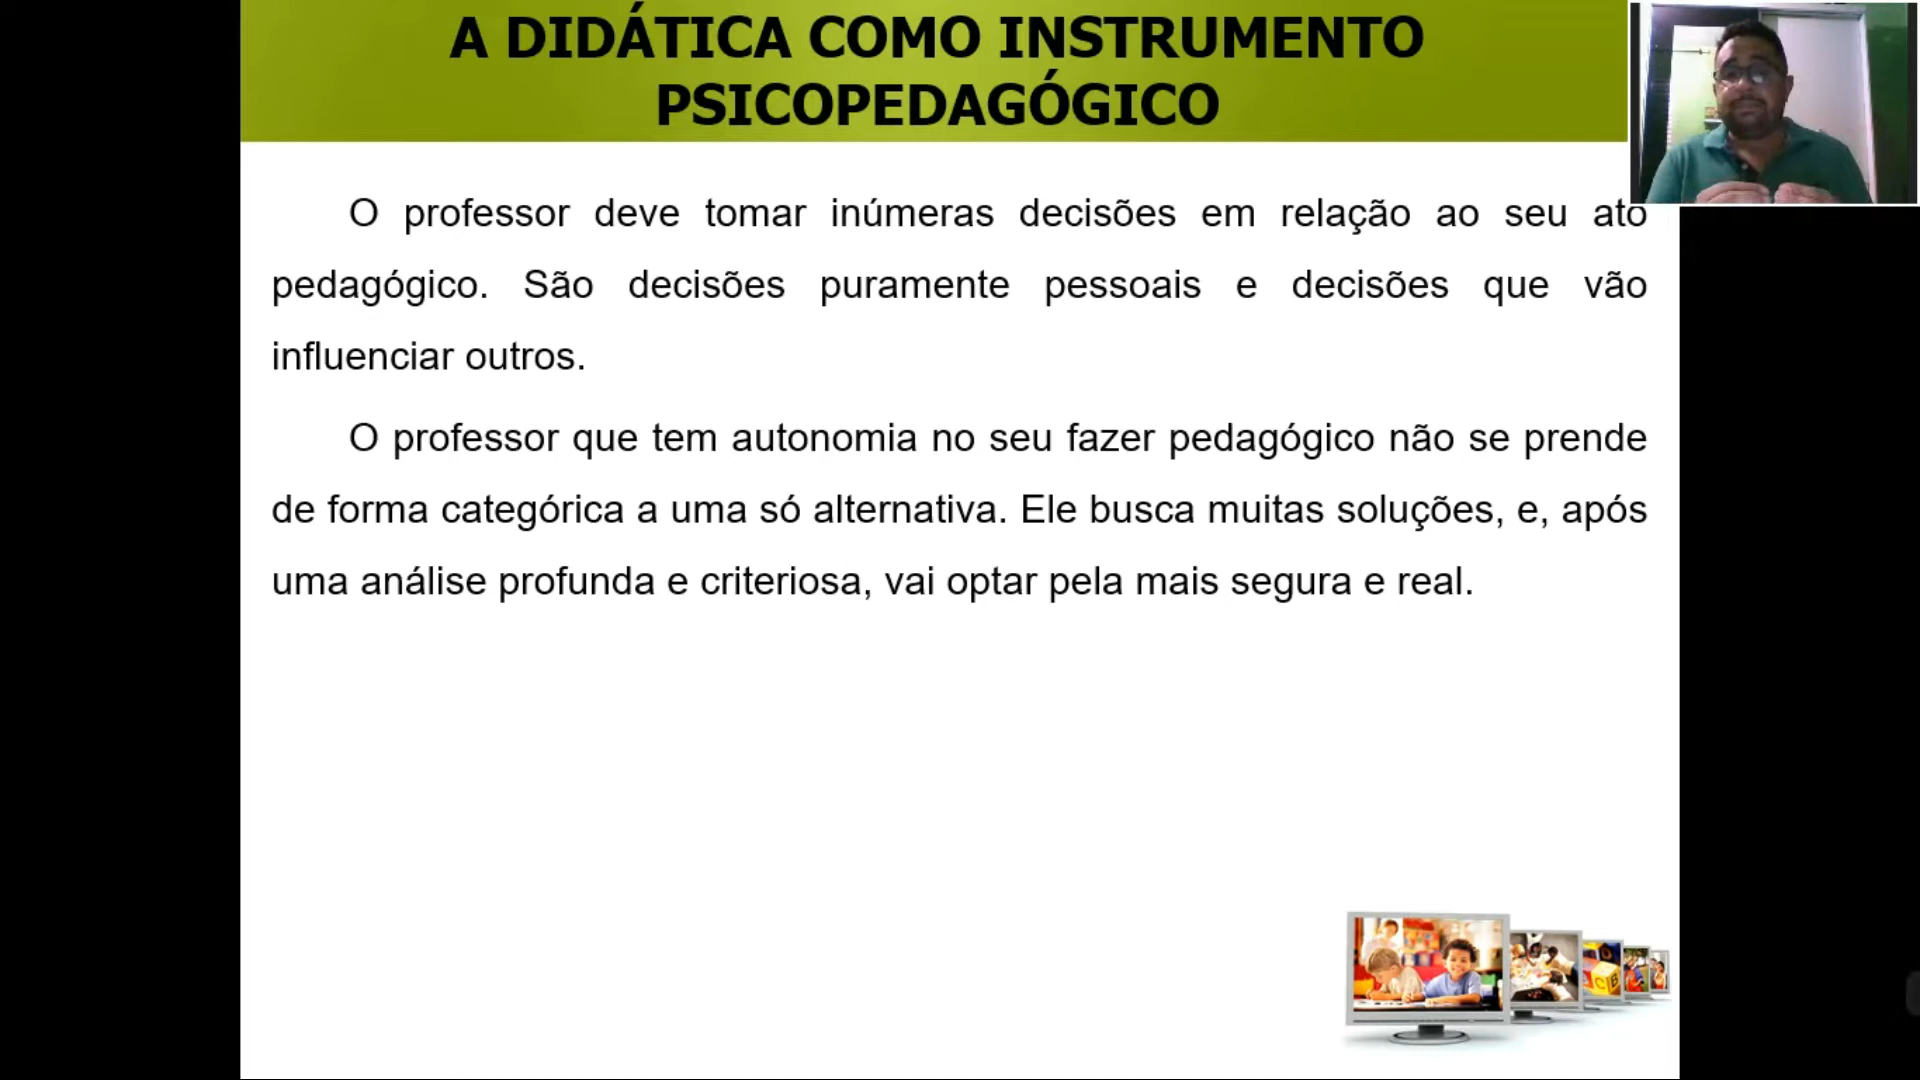 A DIDÁTICA COMO INSTRUMENTO
PSICOPEDAGÓGICO
O professor deve tomar inúmeras decisões em relação ao seu ato
pedagógico. São decisões puramente pessoais e decisões que vão
influenciar outros.
O professor que tem autonomia no seu fazer pedagógico não se prende
de forma categórica a uma só alternativa. Ele busca muitas soluções, e, após
uma análise profunda e criteriosa, vai optar pela mais segura e real.